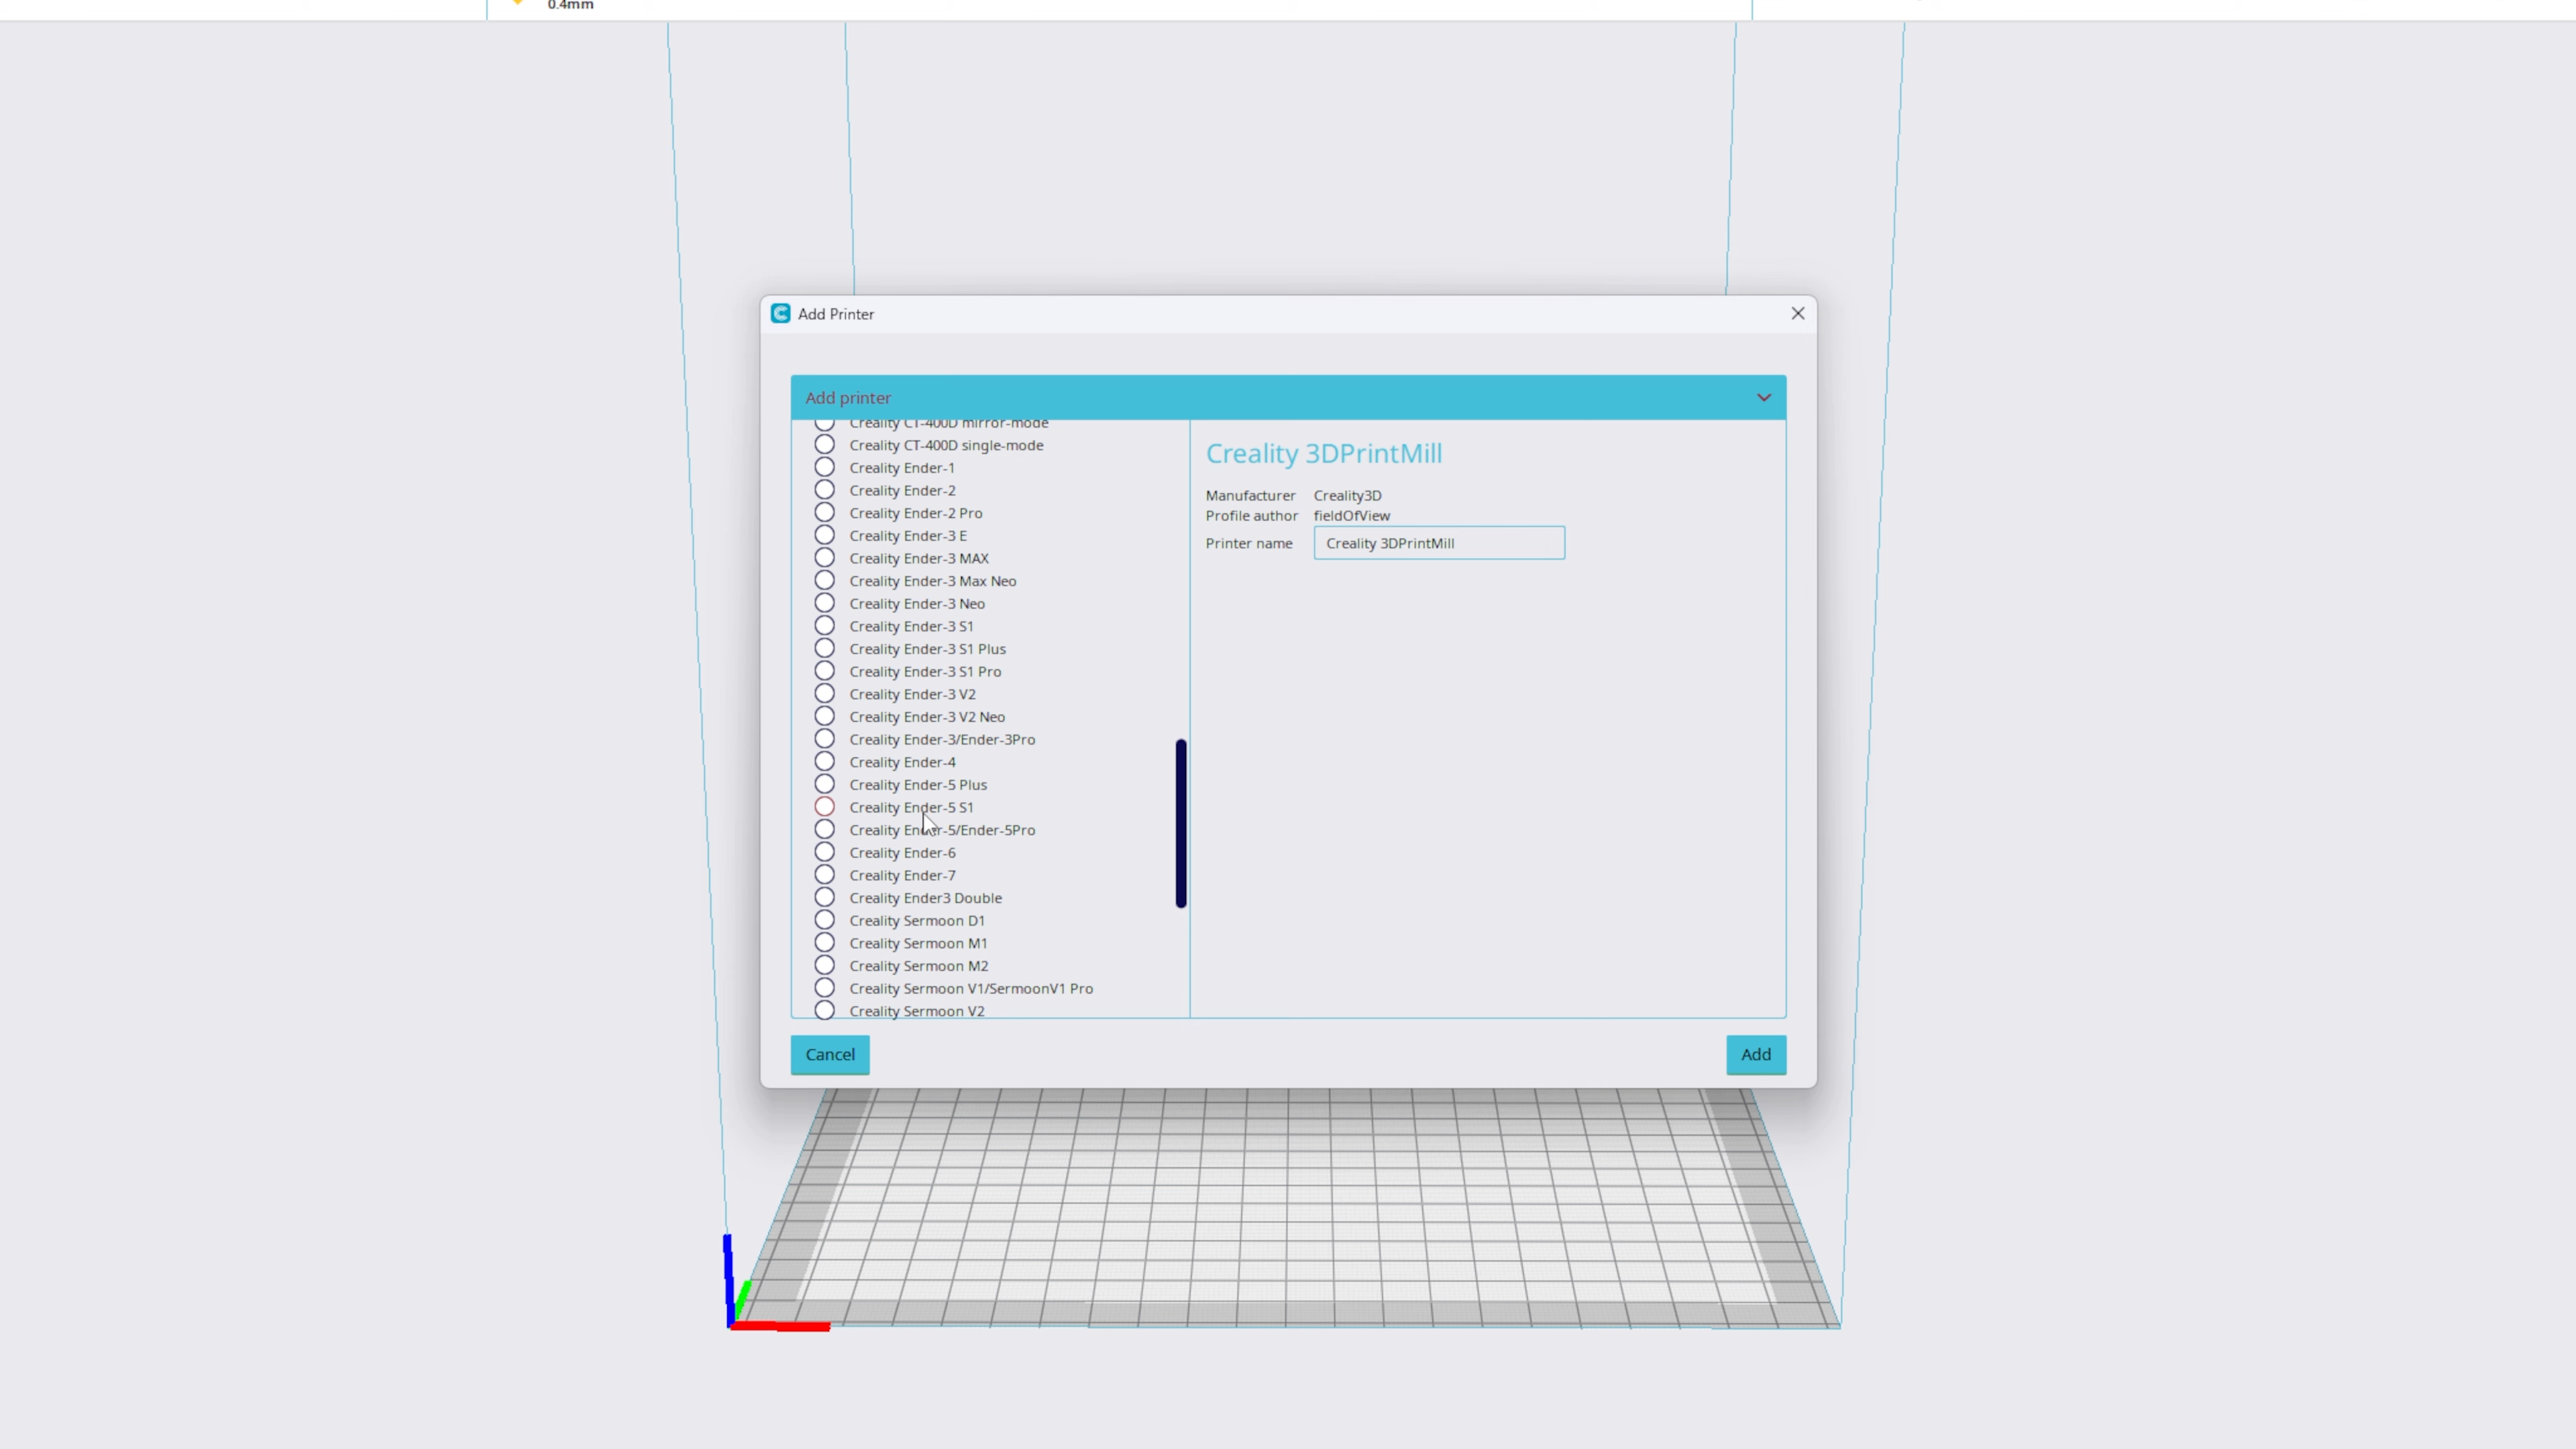 0.4mm
Add Printer
Add printer
Creality CT-400D mirror-mode
Creality CT-400D single-mode
Creality Ender-1
Creality Ender-2
Creality Ender-2 Pro
Creality Ender-3 E
Creality Ender-3 MAX
Creality Ender-3 Max Neo
Creality Ender-3 Neo
Creality Ender-3 S1
Creality Ender-3 S1 Plus
Creality Ender-3 S1 Pro
Creality Ender-3 V2
Creality Ender-3 V2 Neo
Creality Ender-3/Ender-3Pro
Creality Ender-4
Creality Ender-5 Plus
Creality Ender-5 S1
Creality Ender-5/Ender-5Pro
Creality Ender-6
Creality Ender-7
Creality Ender3 Double
Creality Sermoon D1
Creality Sermoon M1
Creality Sermoon M2
Creality Sermoon V1/SermoonV1 Pro
Creality Sermoon V2
Creality 3DPrintMill
Manufacturer Creality3D
Profile author fieldOfView
Printer name Creality 3DPrintMill
Cancel
Add